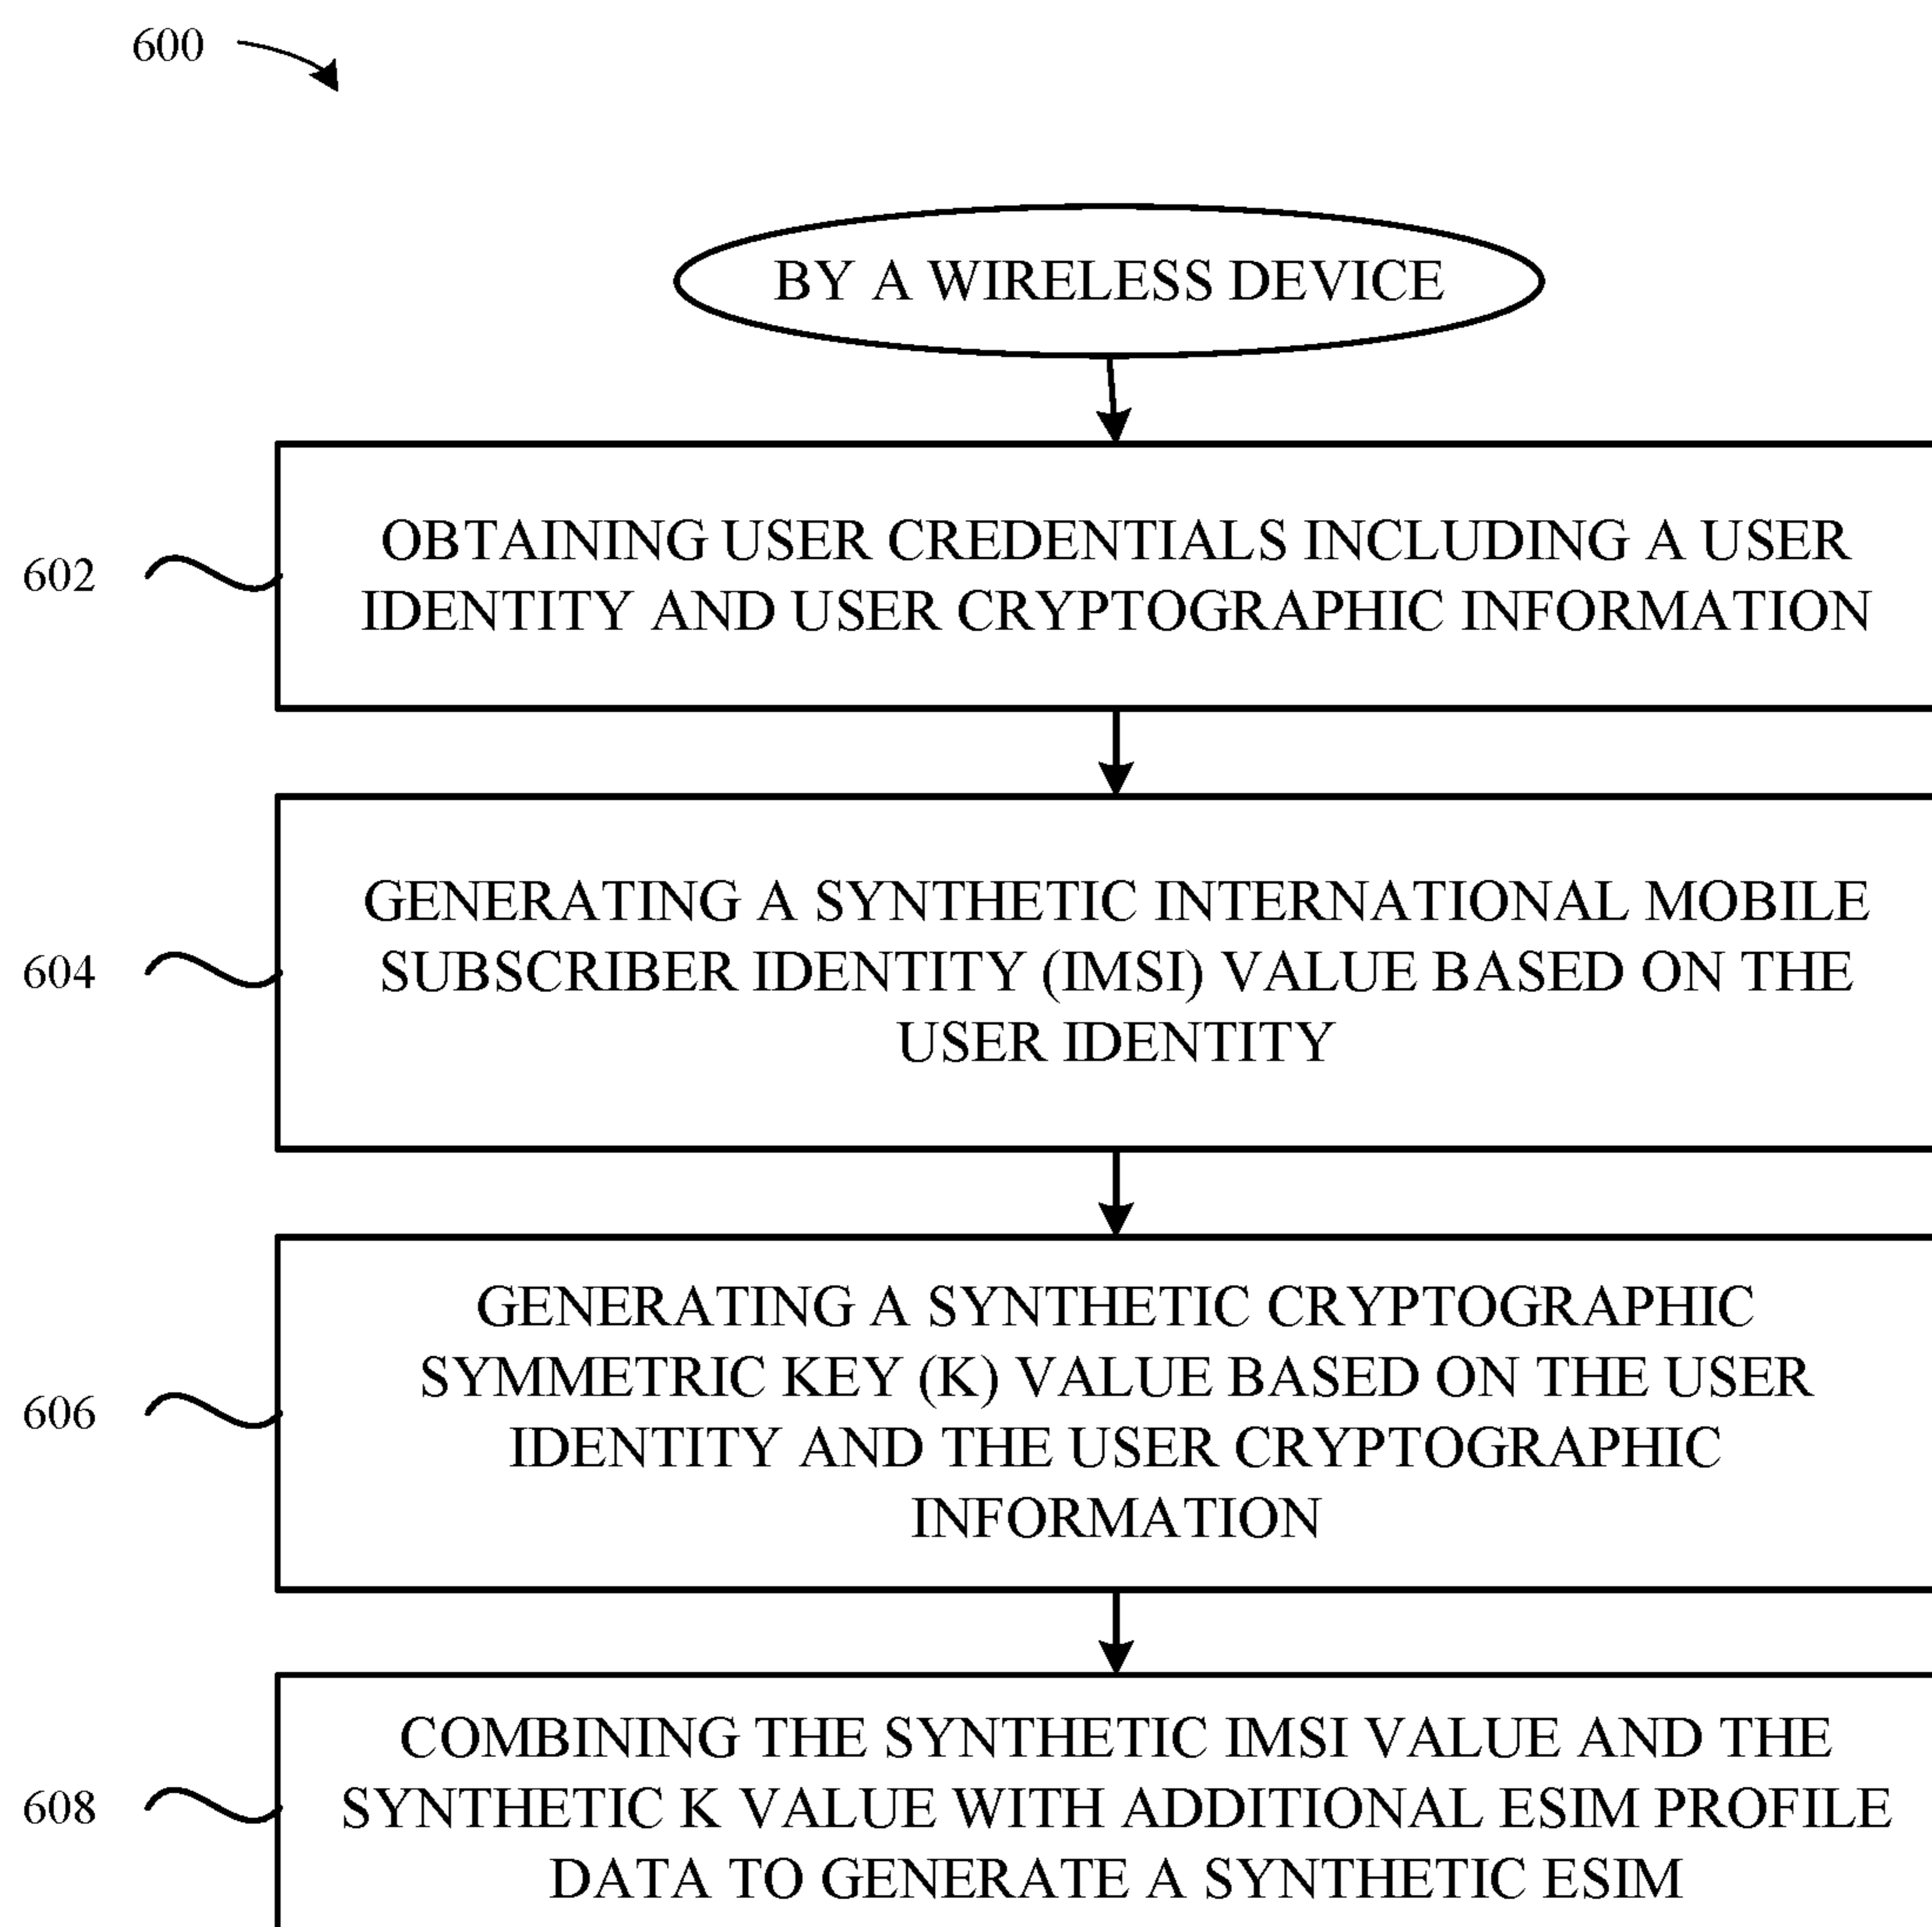 600
BY A WIRELESS DEVICE
602
OBTAINING USER CREDENTIALS INCLUDING A USER
IDENTITY AND USER CRYPTOGRAPHIC INFORMATION
604
GENERATING A SYNTHETIC INTERNATIONAL MOBILE
SUBSCRIBER IDENTITY (IMSI) VALUE BASED ON THE
USER IDENTITY
606
GENERATING A SYNTHETIC CRYPTOGRAPHIC
SYMMETRIC KEY (K) VALUE BASED ON THE USER
IDENTITY AND THE USER CRYPTOGRAPHIC
INFORMATION
608
COMBINING THE SYNTHETIC IMSI VALUE AND THE
SYNTHETIC K VALUE WITH ADDITIONAL ESIM PROFILE
DATA TO GENERATE A SYNTHETIC ESIM